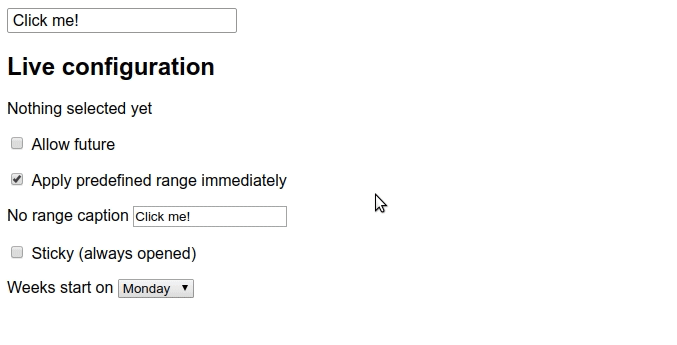 Click me!
Live configuration
Nothing selected yet
Allow future
Apply predefined range immediately
No range caption Click me!
Sticky (always opened)
Weeks start on Monday